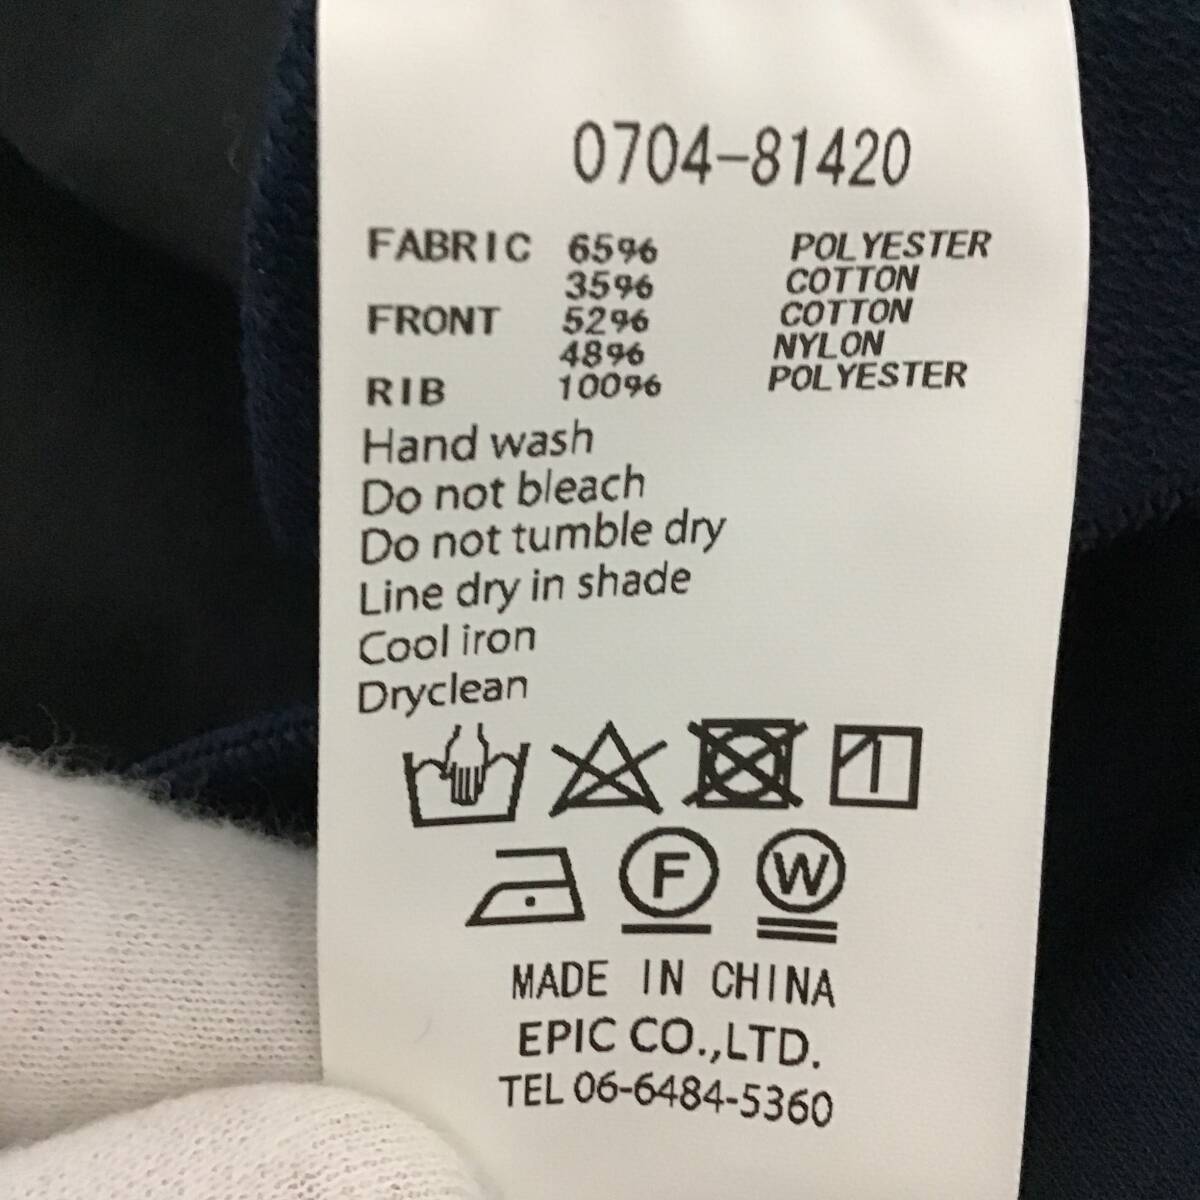 0704-81420
FABRIC 65% POLYESTER
35% COTTON
FRONT 52% COTTON
48% NYLON
RIB 100% POLYESTER
Hand wash
Do not bleach
Do not tumble dry
Line dry in shade
Cool iron
Dryclean
F W
MADE IN CHINA
EPIC CO.,LTD.
TEL 06-6484-5360